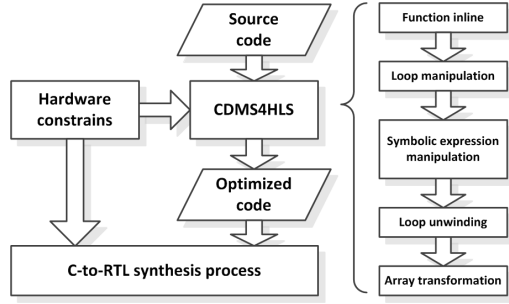 Source
code
Hardware
constrains
CDMS4HLS
Optimized
code
C-to-RTL synthesis process
Function inline
Loop manipulation
Symbolic expression
manipulation
Loop unwinding
Array transformation